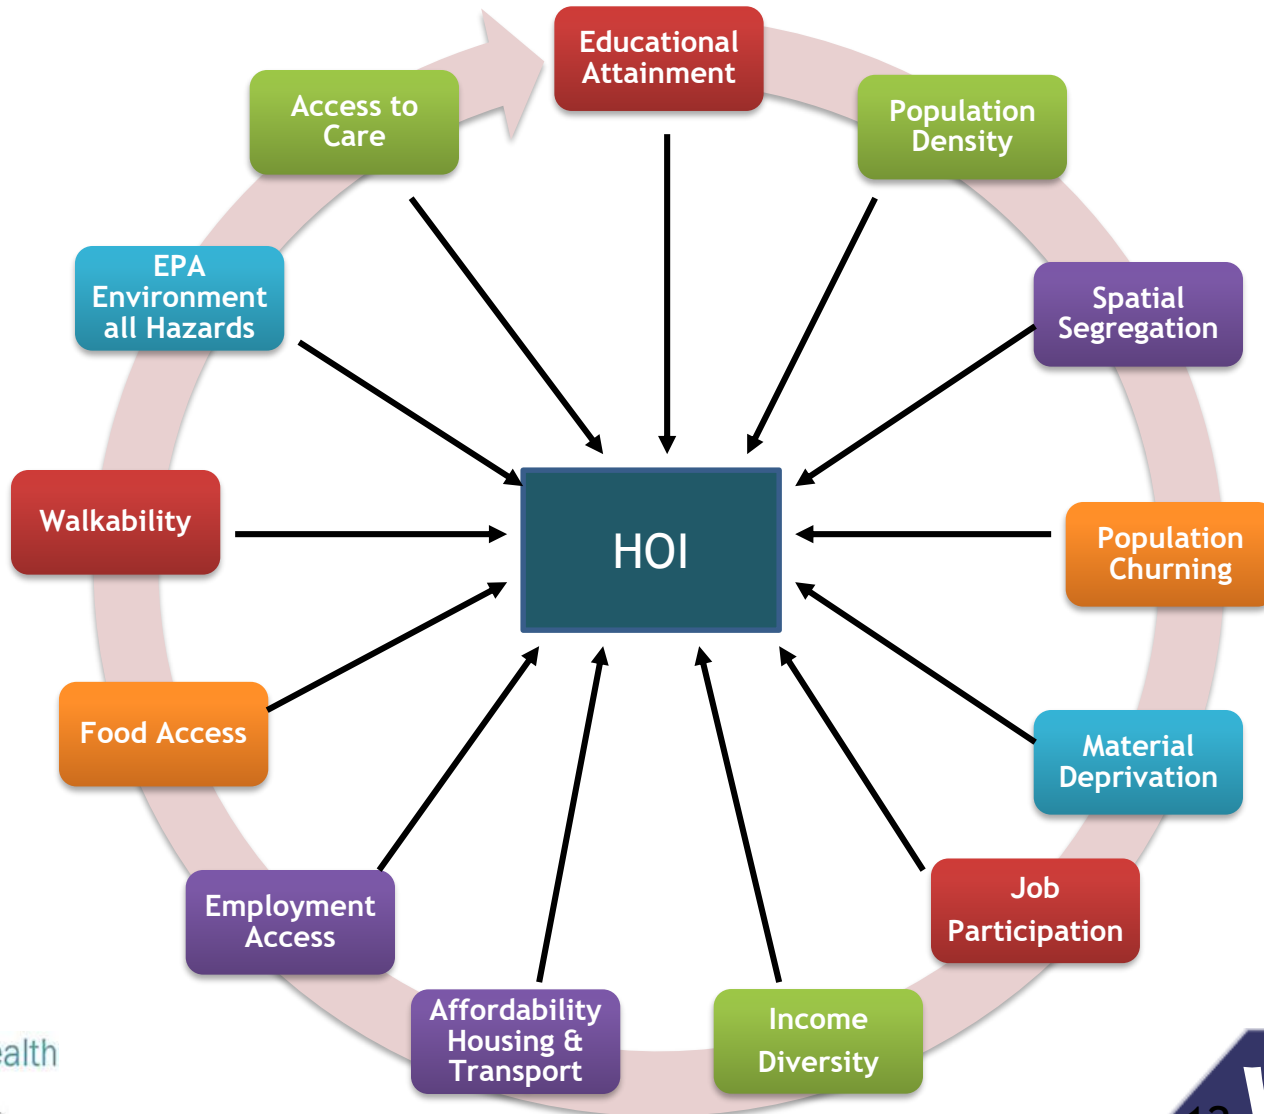 Educational
Attainment
Population
Density
Spatial
Segregation
Population
Churning
Material
Deprivation
Job
Participation
Income
Diversity
Affordability
Housing &
Transport
Employment
Access
Food Access
Walkability
EPA
Environment
all Hazards
Access to
Care
HOI
ealth